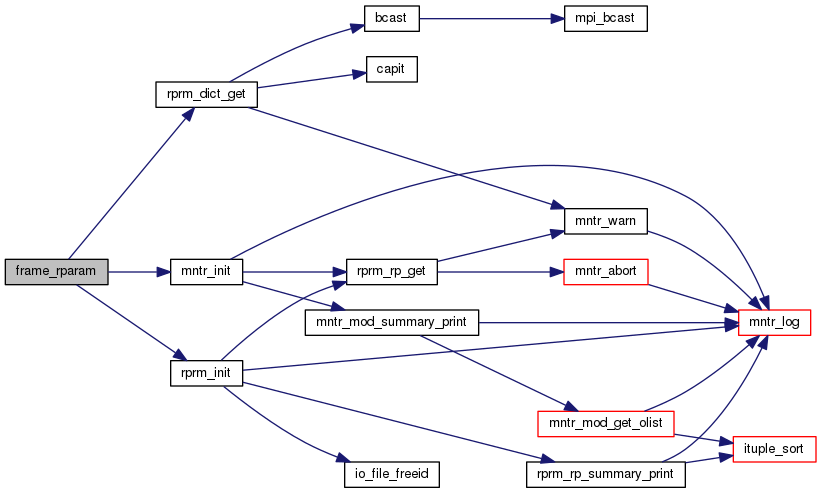 bcast
mpi_bcast
capit
rprm_dict_get
mntr_warn
frame_rparam
mntr_init
rprm_rp_get
mntr_abort
mntr_mod_summary_print
mntr_log
rprm_init
mntr_mod_get_olist
ituple_sort
io_file_freeid
rprm_rp_summary_print